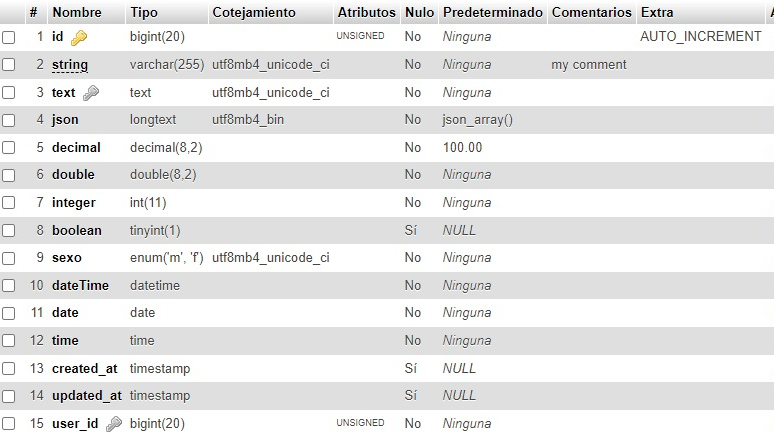 # Nombre Tipo Cotejamiento Atributos Nulo Predeterminado Comentarios Extra A
1 id bigint(20) UNSIGNED No Ninguna AUTO_INCREMENT
2 string varchar(255) utf8mb4_unicode_ci No Ninguna my comment
3 text text utf8mb4_unicode_ci No Ninguna
4 json longtext utf8mb4_bin No json_array()
5 decimal decimal(8,2) No 100.00
6 double double(8,2) No Ninguna
7 integer int(11) No Ninguna
8 boolean tinyint(1) Sí NULL
9 sexo enum('m', 'f') utf8mb4_unicode_ci No Ninguna
10 dateTime datetime No Ninguna
11 date date No Ninguna
12 time time No Ninguna
13 created_at timestamp Sí NULL
14 updated_at timestamp Sí NULL
15 user_id bigint(20) UNSIGNED No Ninguna